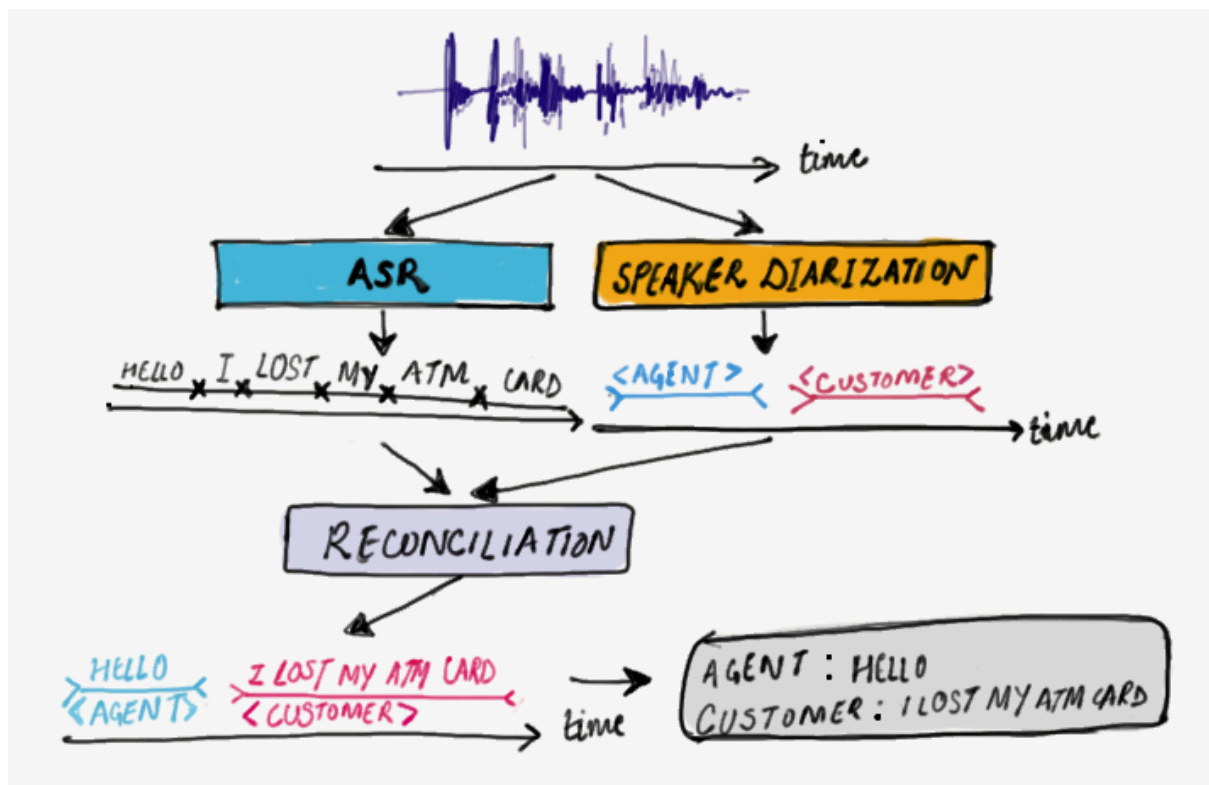 time
ASR
SPEAKER DIARIZATION
HELLO I LOST MY ATM CARD
<AGENT> <CUSTOMER>
time
RECONCILIATION
HELLO I LOST MY ATM CARD
<AGENT> <CUSTOMER>
time
AGENT : HELLO
CUSTOMER : I LOST MY ATM CARD